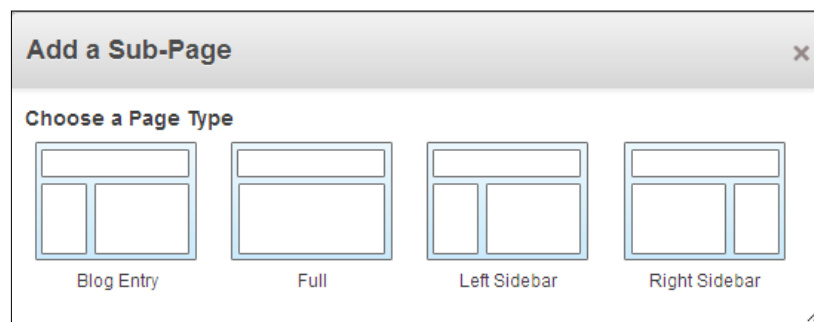 Add a Sub-Page ×
Choose a Page Type
Blog Entry Full Left Sidebar Right Sidebar